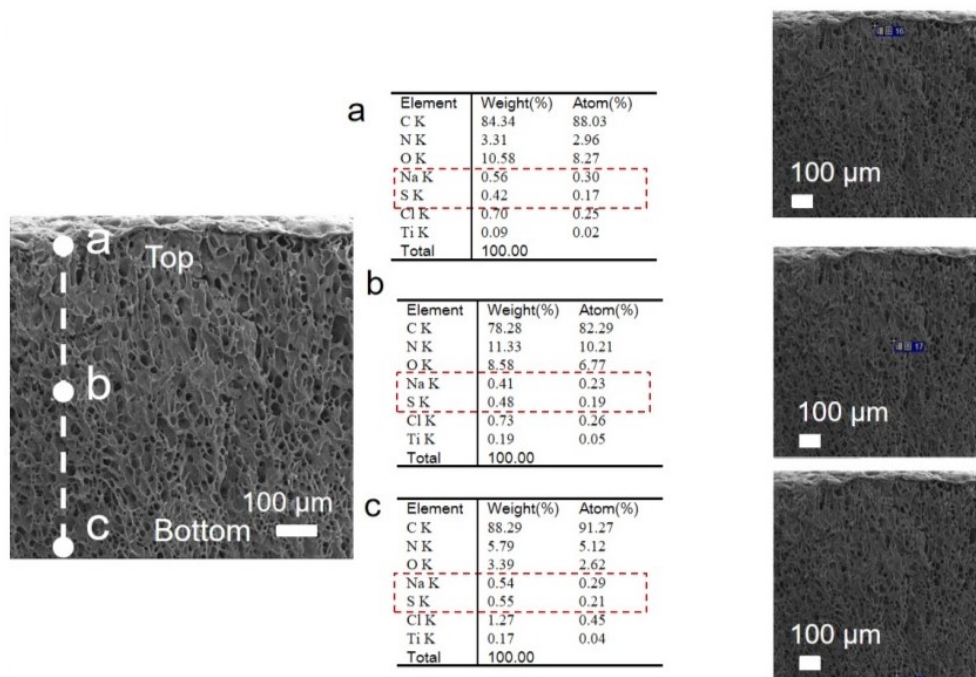 a
Top
b
100 µm
c
Bottom
a
Element Weight(%) Atom(%)
C K 84.34 88.03
N K 3.31 2.96
O K 10.58 8.27
Na K 0.56 0.30
S K 0.42 0.17
Cl K 0.70 0.25
Ti K 0.09 0.02
Total 100.00
b
Element Weight(%) Atom(%)
C K 78.28 82.29
N K 11.33 10.21
O K 8.58 6.77
Na K 0.41 0.23
S K 0.48 0.19
Cl K 0.73 0.26
Ti K 0.19 0.05
Total 100.00
c
Element Weight(%) Atom(%)
C K 88.29 91.27
N K 5.79 5.12
O K 3.39 2.62
Na K 0.54 0.29
S K 0.55 0.21
Cl K 1.27 0.45
Ti K 0.17 0.04
Total 100.00
16
100 µm
17
100 µm
100 µm